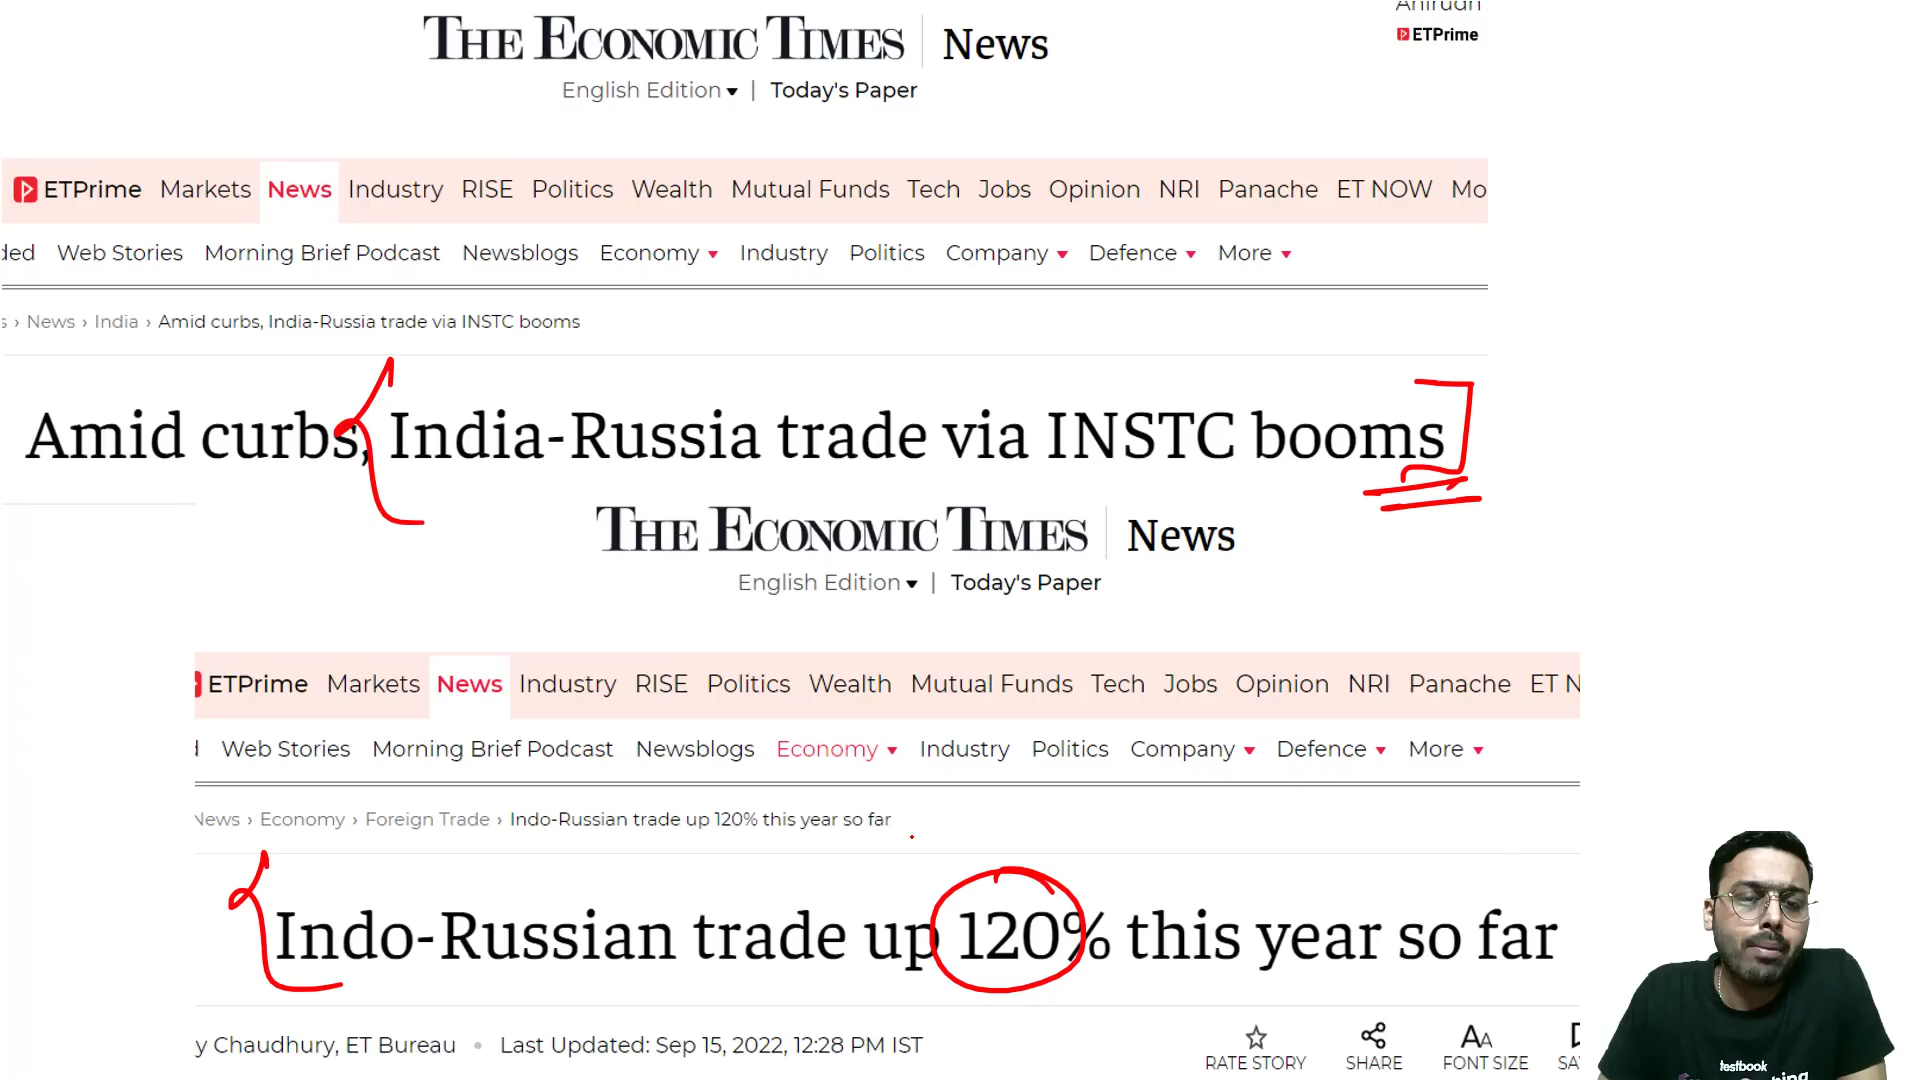 THE ECONOMIC TIMES News
ETPrime
English Edition | Today's Paper
ETPrime Markets News Industry RISE Politics Wealth Mutual Funds Tech Jobs Opinion NRI Panache ET NOW Mo
ded Web Stories Morning Brief Podcast Newsblogs Economy Industry Politics Company Defence More
s › News › India › Amid curbs, India-Russia trade via INSTC booms
Amid curbs, India-Russia trade via INSTC booms
THE ECONOMIC TIMES News
English Edition | Today's Paper
ETPrime Markets News Industry RISE Politics Wealth Mutual Funds Tech Jobs Opinion NRI Panache ET N
d Web Stories Morning Brief Podcast Newsblogs Economy Industry Politics Company Defence More
News › Economy › Foreign Trade › Indo-Russian trade up 120% this year so far
Indo-Russian trade up 120% this year so far
y Chaudhury, ET Bureau • Last Updated: Sep 15, 2022, 12:28 PM IST
RATE STORY SHARE FONT SIZE SA
testbook